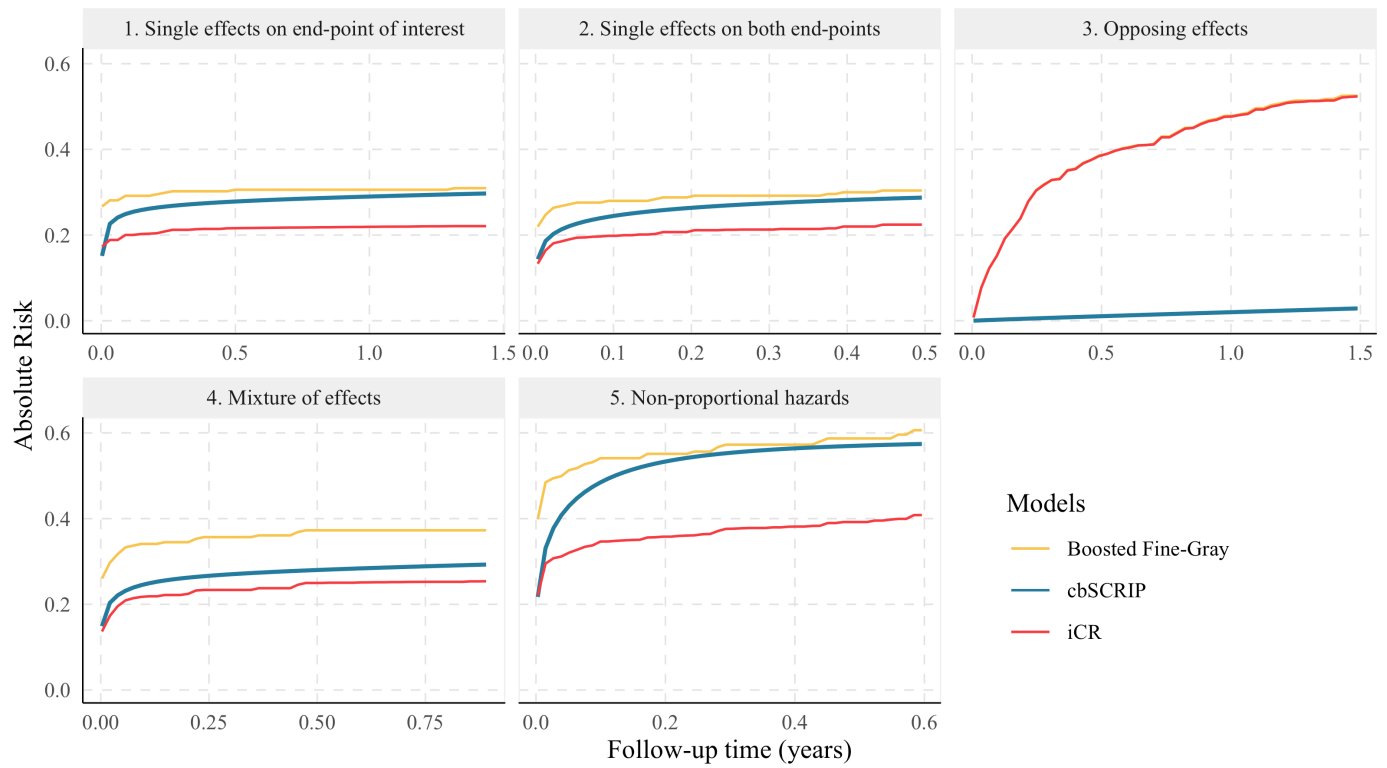 1. Single effects on end-point of interest
2. Single effects on both end-points
3. Opposing effects
0.6
0.4
0.2
0.0
0.0 0.5 1.0 1.5
0.0 0.1 0.2 0.3 0.4 0.5
0.0 0.5 1.0 1.5
Absolute Risk
4. Mixture of effects
5. Non-proportional hazards
0.6
0.4
0.2
0.0
0.00 0.25 0.50 0.75
0.0 0.2 0.4 0.6
Follow-up time (years)
Models
Boosted Fine-Gray
cbSCRIP
iCR